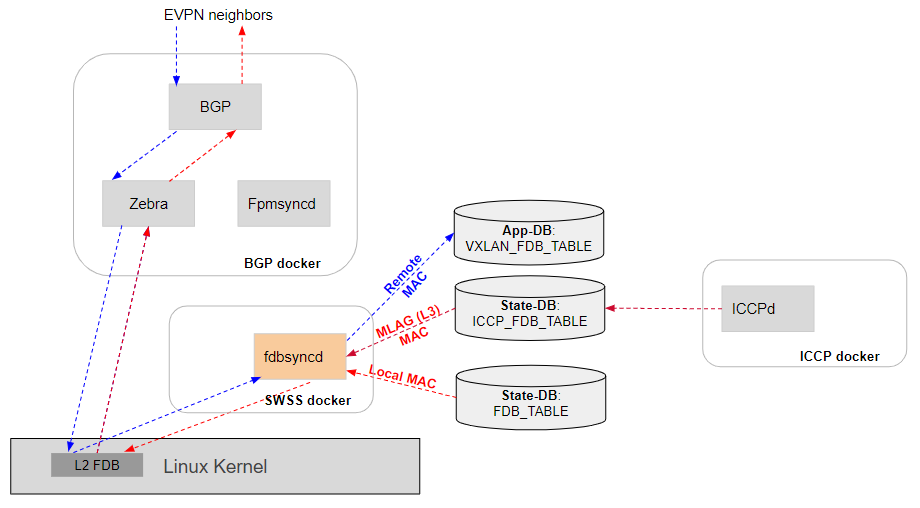 EVPN neighbors
BGP
Zebra
Fpmsyncd
BGP docker
App-DB:
VXLAN_FDB_TABLE
Remote
MAC
State-DB:
ICCP_FDB_TABLE
MLAG (L3)
MAC
ICCPd
ICCP docker
fdbsyncd
Local MAC
SWSS docker
State-DB:
FDB_TABLE
L2 FDB
Linux Kernel